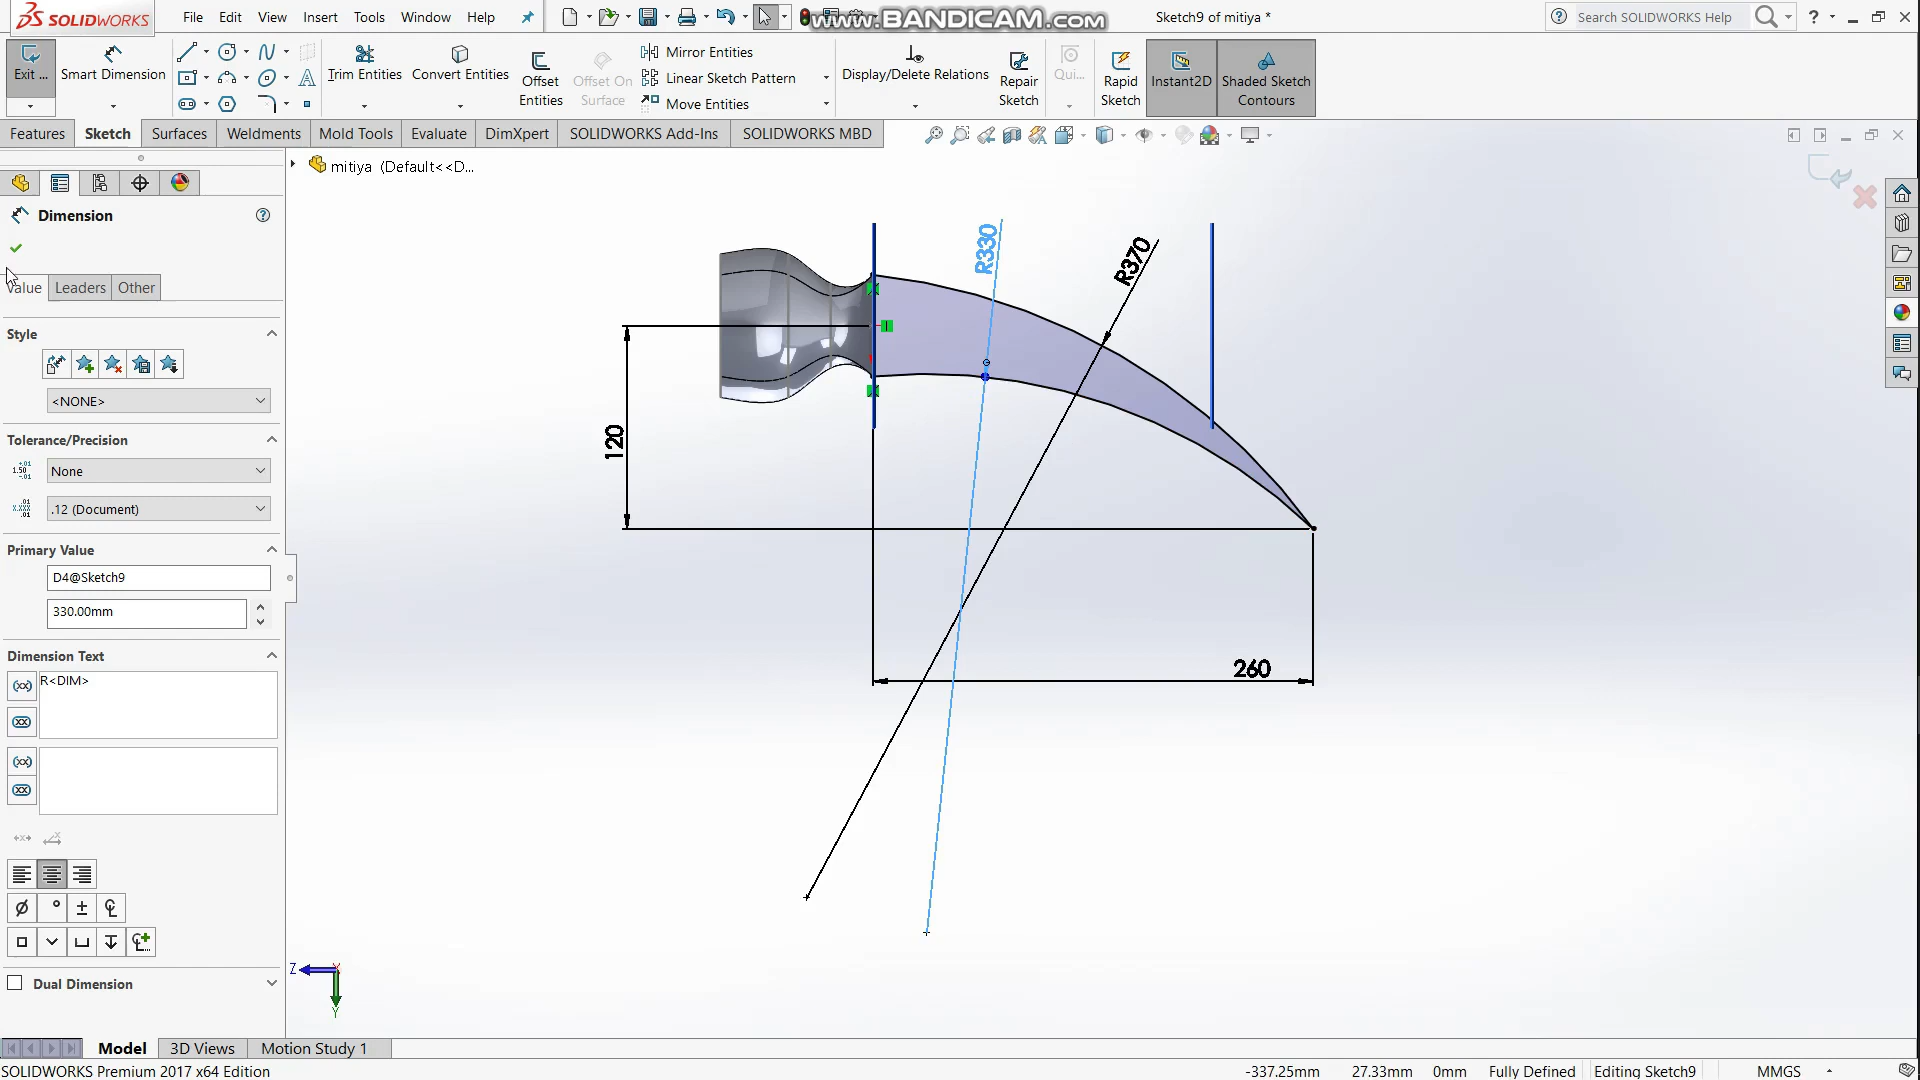 SOLIDWORKS File Edit View Insert Tools Window Help
www.BANDICAM.com
Sketch9 of mitiya *
Search SOLIDWORKS Help
Exit ...
Smart Dimension
Trim Entities
Convert Entities
Offset Entities
Offset On Surface
Mirror Entities
Linear Sketch Pattern
Move Entities
Display/Delete Relations
Repair Sketch
Qui...
Rapid Sketch
Instant2D
Shaded Sketch Contours
Features Sketch Surfaces Weldments Mold Tools Evaluate DimXpert SOLIDWORKS Add-Ins SOLIDWORKS MBD
mitiya (Default<<D...
Dimension
Value Leaders Other
Style
<NONE>
Tolerance/Precision
None
.12 (Document)
Primary Value
D4@Sketch9
330.00mm
Dimension Text
R<DIM>
Dual Dimension
R330
R370
120
260
Z
X
Y
Model 3D Views Motion Study 1
SOLIDWORKS Premium 2017 x64 Edition
-337.25mm 27.33mm 0mm Fully Defined Editing Sketch9 MMGS